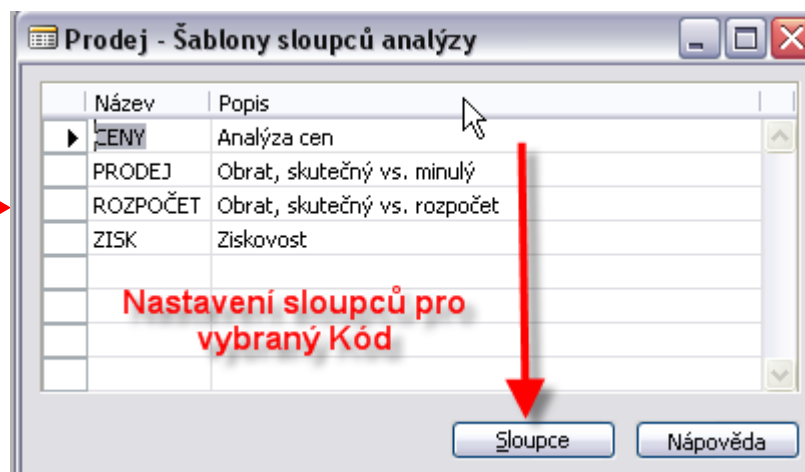 Prodej - Šablony sloupců analýzy
Název Popis
CENY Analýza cen
PRODEJ Obrat, skutečný vs. minulý
ROZPOČET Obrat, skutečný vs. rozpočet
ZISK Ziskovost
Nastavení sloupců pro
vybraný Kód
Sloupce Nápověda